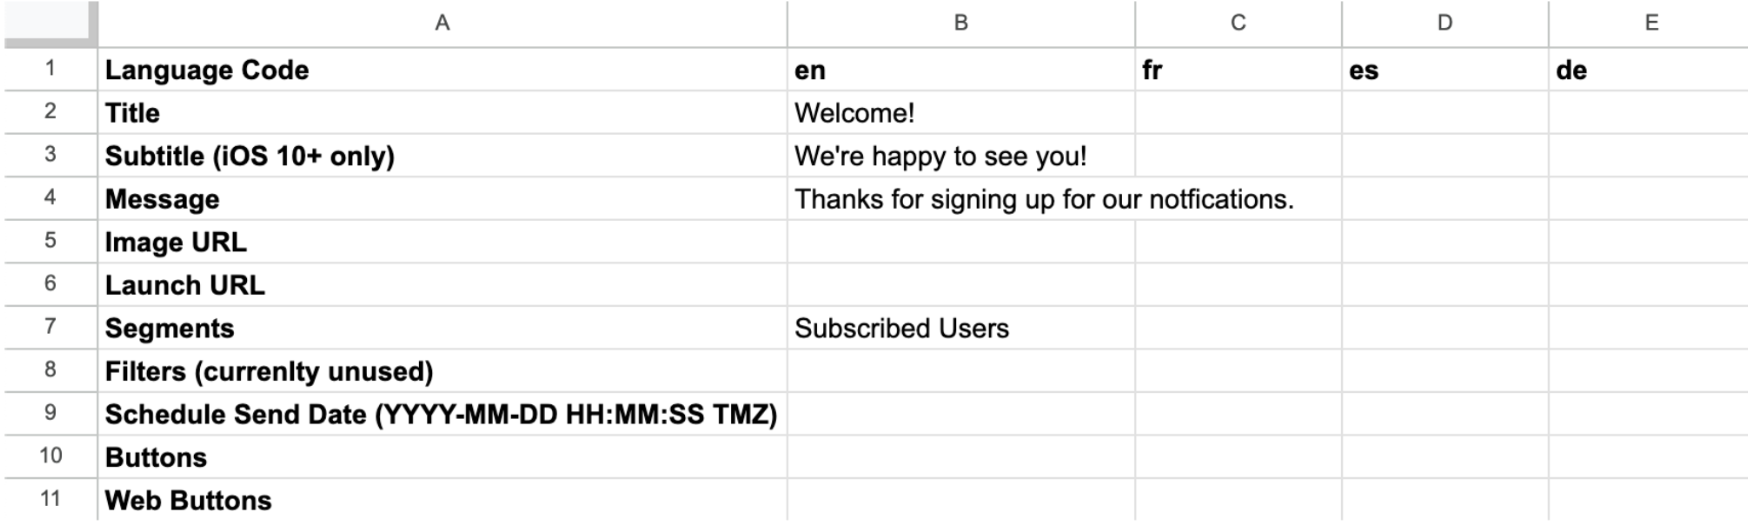 A B C D E
1 Language Code en fr es de
2 Title Welcome!
3 Subtitle (iOS 10+ only) We're happy to see you!
4 Message Thanks for signing up for our notfications.
5 Image URL
6 Launch URL
7 Segments Subscribed Users
8 Filters (currenlty unused)
9 Schedule Send Date (YYYY-MM-DD HH:MM:SS TMZ)
10 Buttons
11 Web Buttons